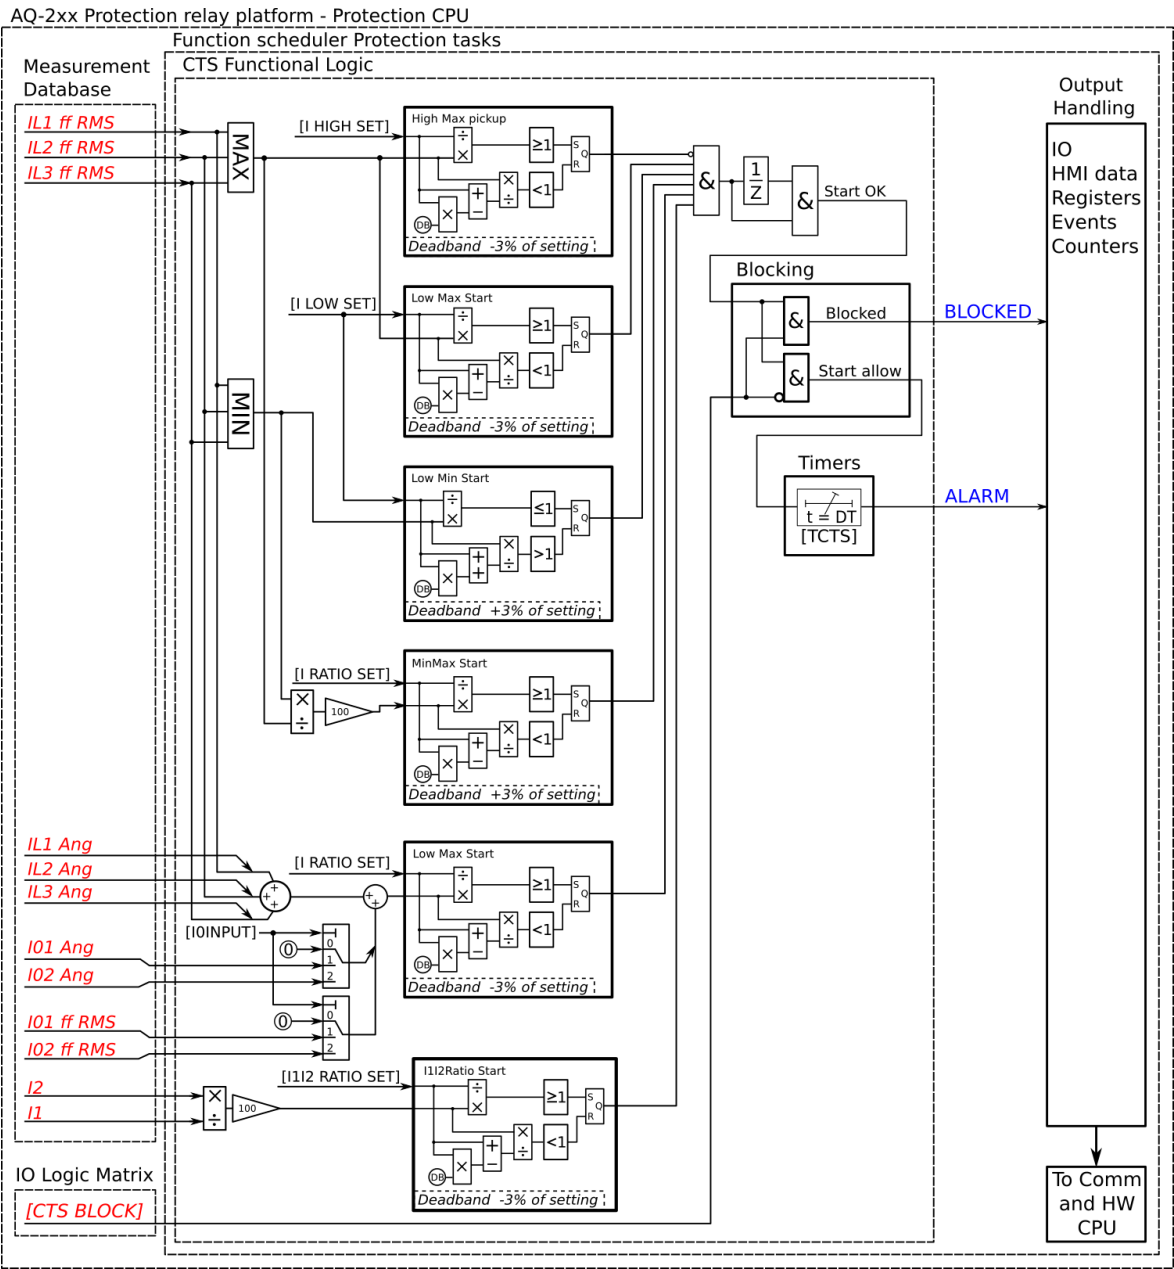 AQ-2xx Protection relay platform - Protection CPU
Function scheduler Protection tasks
CTS Functional Logic
Measurement
Database
IL1 ff RMS
IL2 ff RMS
IL3 ff RMS
MAX
MIN
[I HIGH SET]
High Max pickup
÷
×
≥1
S
Q
R
×
÷
<1
+
−
×
DB
Deadband -3% of setting
[I LOW SET]
Low Max Start
÷
×
≥1
S
Q
R
×
÷
<1
+
−
×
DB
Deadband -3% of setting
Low Min Start
÷
×
≤1
S
Q
R
×
÷
>1
+
+
×
DB
Deadband +3% of setting
[I RATIO SET]
×
÷
100
MinMax Start
÷
×
≥1
S
Q
R
×
÷
<1
+
−
×
DB
Deadband +3% of setting
IL1 Ang
IL2 Ang
IL3 Ang
+
+
+
+
+
[I RATIO SET]
Low Max Start
÷
×
≥1
S
Q
R
×
÷
<1
+
−
×
DB
Deadband -3% of setting
[I0INPUT]
0
0
1
2
I01 Ang
I02 Ang
0
0
1
2
I01 ff RMS
I02 ff RMS
I2
I1
×
÷
100
[I1I2 RATIO SET]
I1I2Ratio Start
÷
×
≥1
S
Q
R
×
÷
<1
+
−
×
DB
Deadband -3% of setting
IO Logic Matrix
[CTS BLOCK]
&
1
Z
&
Start OK
Blocking
&
Blocked
&
Start allow
BLOCKED
Timers
t = DT
[TCTS]
ALARM
Output
Handling
IO
HMI data
Registers
Events
Counters
To Comm
and HW
CPU